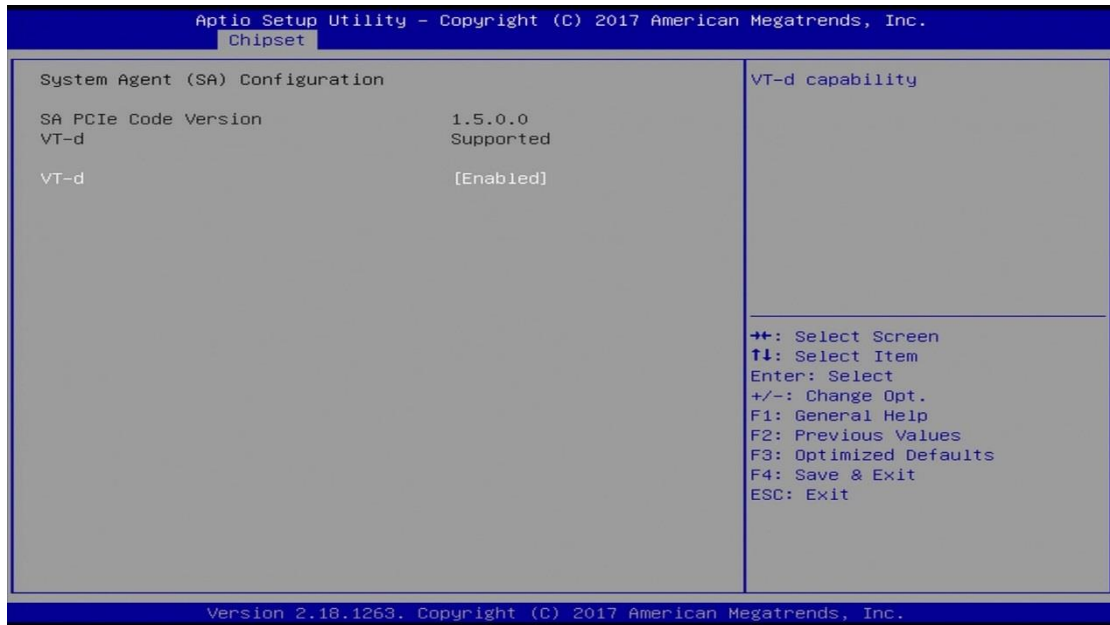 Aptio Setup Utility – Copyright (C) 2017 American Megatrends, Inc.
Chipset
System Agent (SA) Configuration
SA PCIe Code Version 1.5.0.0
VT-d Supported
VT-d [Enabled]
VT-d capability
→←: Select Screen
↑↓: Select Item
Enter: Select
+/-: Change Opt.
F1: General Help
F2: Previous Values
F3: Optimized Defaults
F4: Save & Exit
ESC: Exit
Version 2.18.1263. Copyright (C) 2017 American Megatrends, Inc.